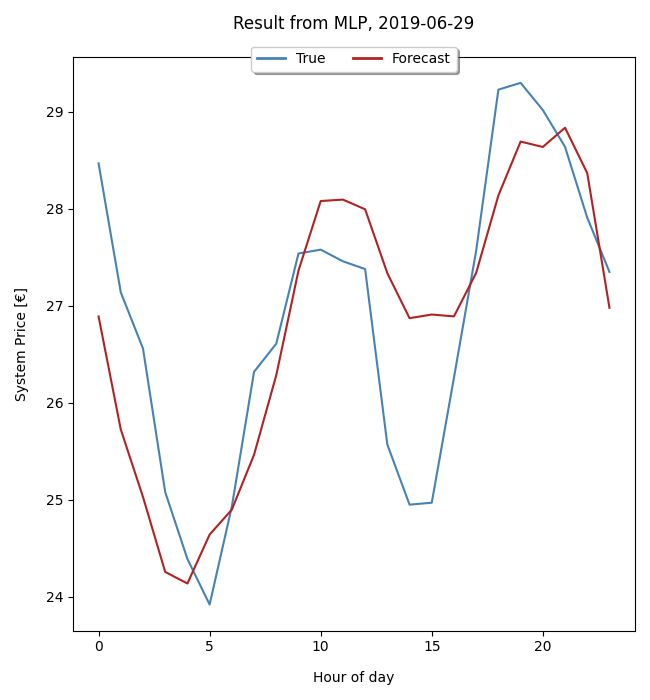 Result from MLP, 2019-06-29
True Forecast
29
28
27
26
25
24
System Price [€]
0 5 10 15 20
Hour of day